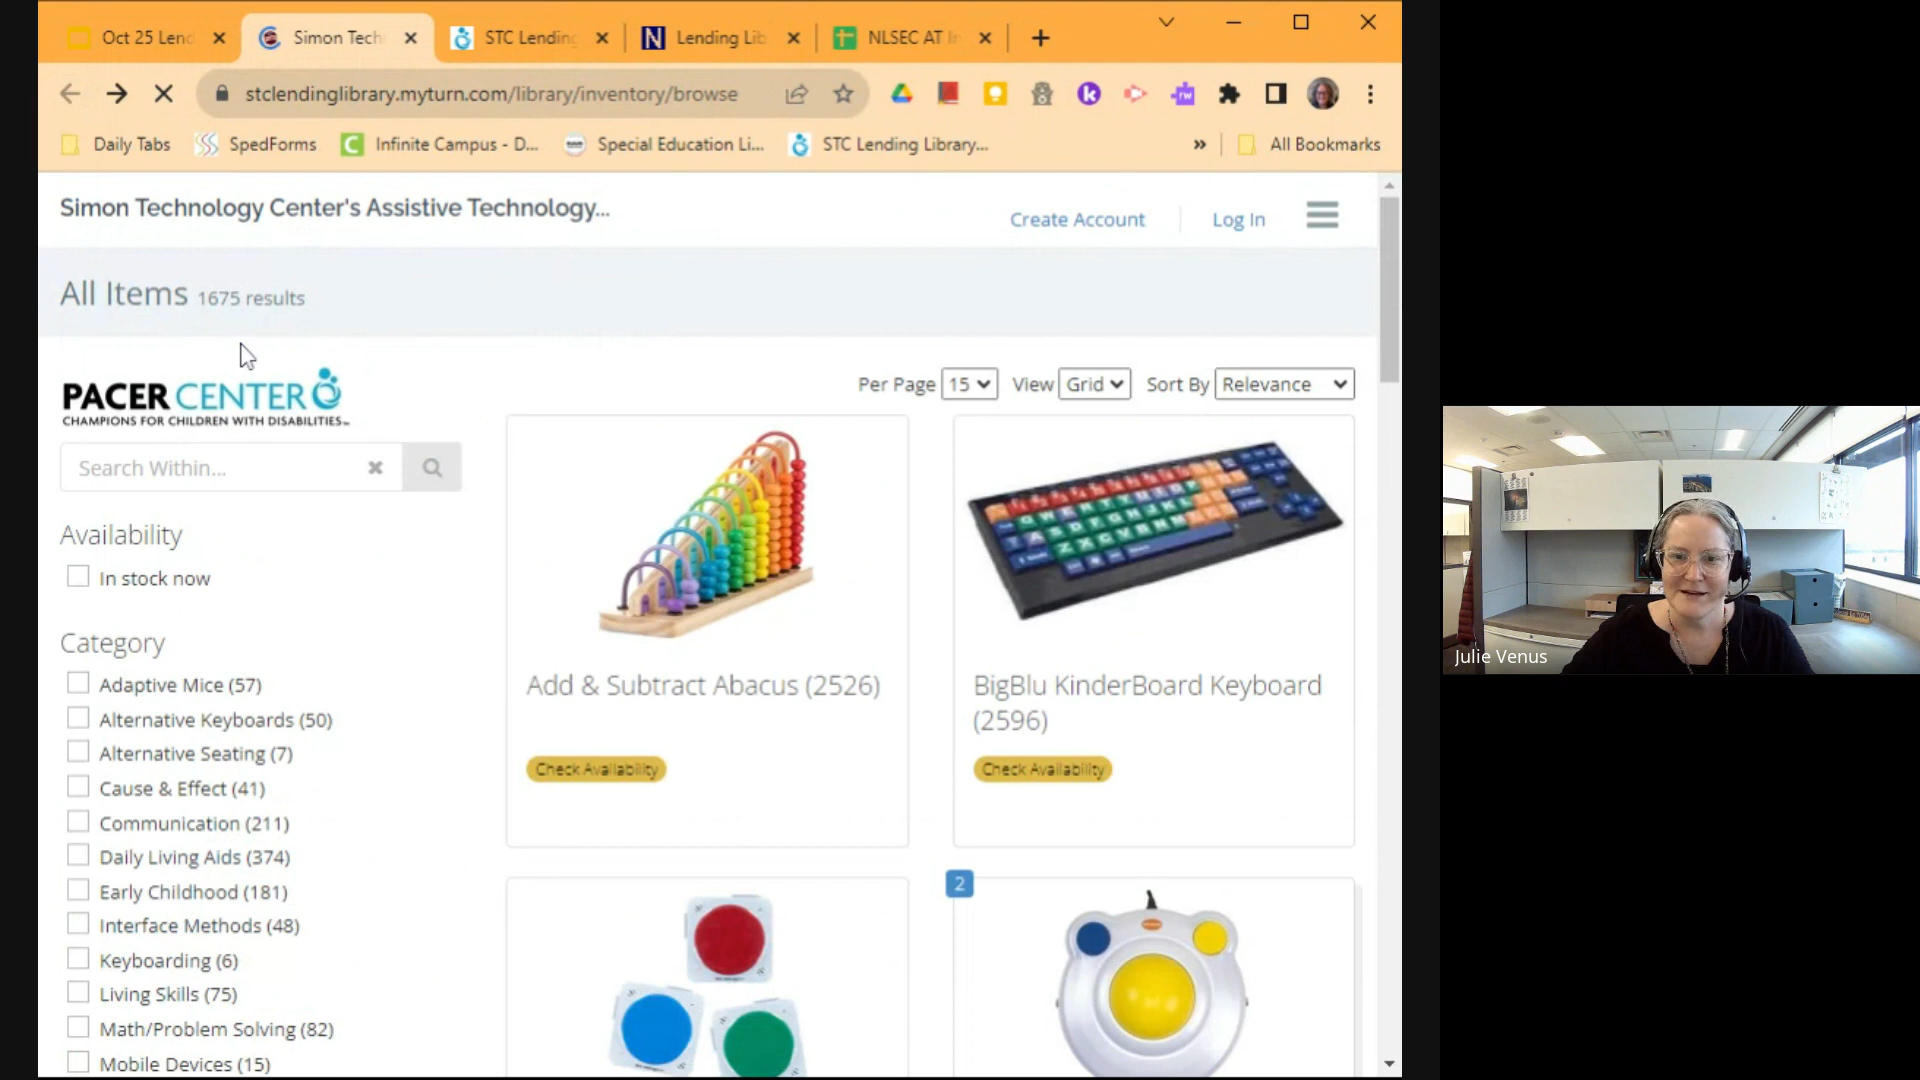 Oct 25 Lend
Simon Tech
STC Lending
Lending Lib
NLSEC AT In
stclendinglibrary.myturn.com/library/inventory/browse
Daily Tabs
SpedForms
Infinite Campus - D...
Special Education Li...
STC Lending Library...
»
All Bookmarks
Simon Technology Center's Assistive Technology...
Create Account
Log In
All Items 1675 results
PACER CENTER
CHAMPIONS FOR CHILDREN WITH DISABILITIES
Per Page 15 View Grid Sort By Relevance
Search Within...
Availability
In stock now
Category
Adaptive Mice (57)
Alternative Keyboards (50)
Alternative Seating (7)
Cause & Effect (41)
Communication (211)
Daily Living Aids (374)
Early Childhood (181)
Interface Methods (48)
Keyboarding (6)
Living Skills (75)
Math/Problem Solving (82)
Mobile Devices (15)
Add & Subtract Abacus (2526)
Check Availability
BigBlu KinderBoard Keyboard
(2596)
Check Availability
2
Julie Venus